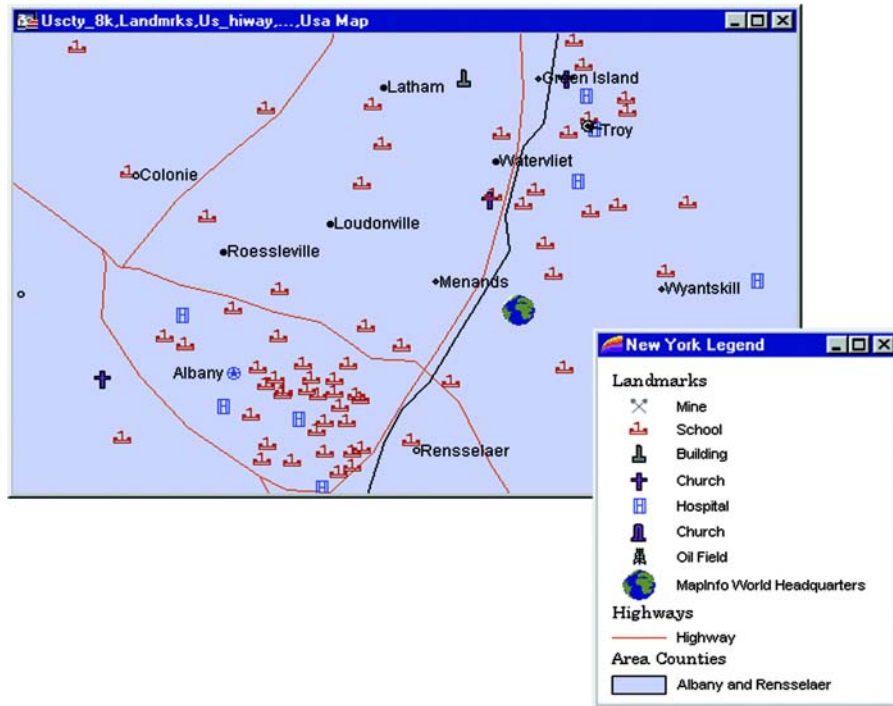 Uscty_8k,Landmrks,Us_hiway,...,Usa Map
Green Island
Latham
Troy
Watervliet
Colonie
Loudonville
Roessleville
Menands
Wyantskill
Albany
Rensselaer
New York Legend
Landmarks
Mine
School
Building
Church
Hospital
Church
Oil Field
MapInfo World Headquarters
Highways
Highway
Area Counties
Albany and Rensselaer